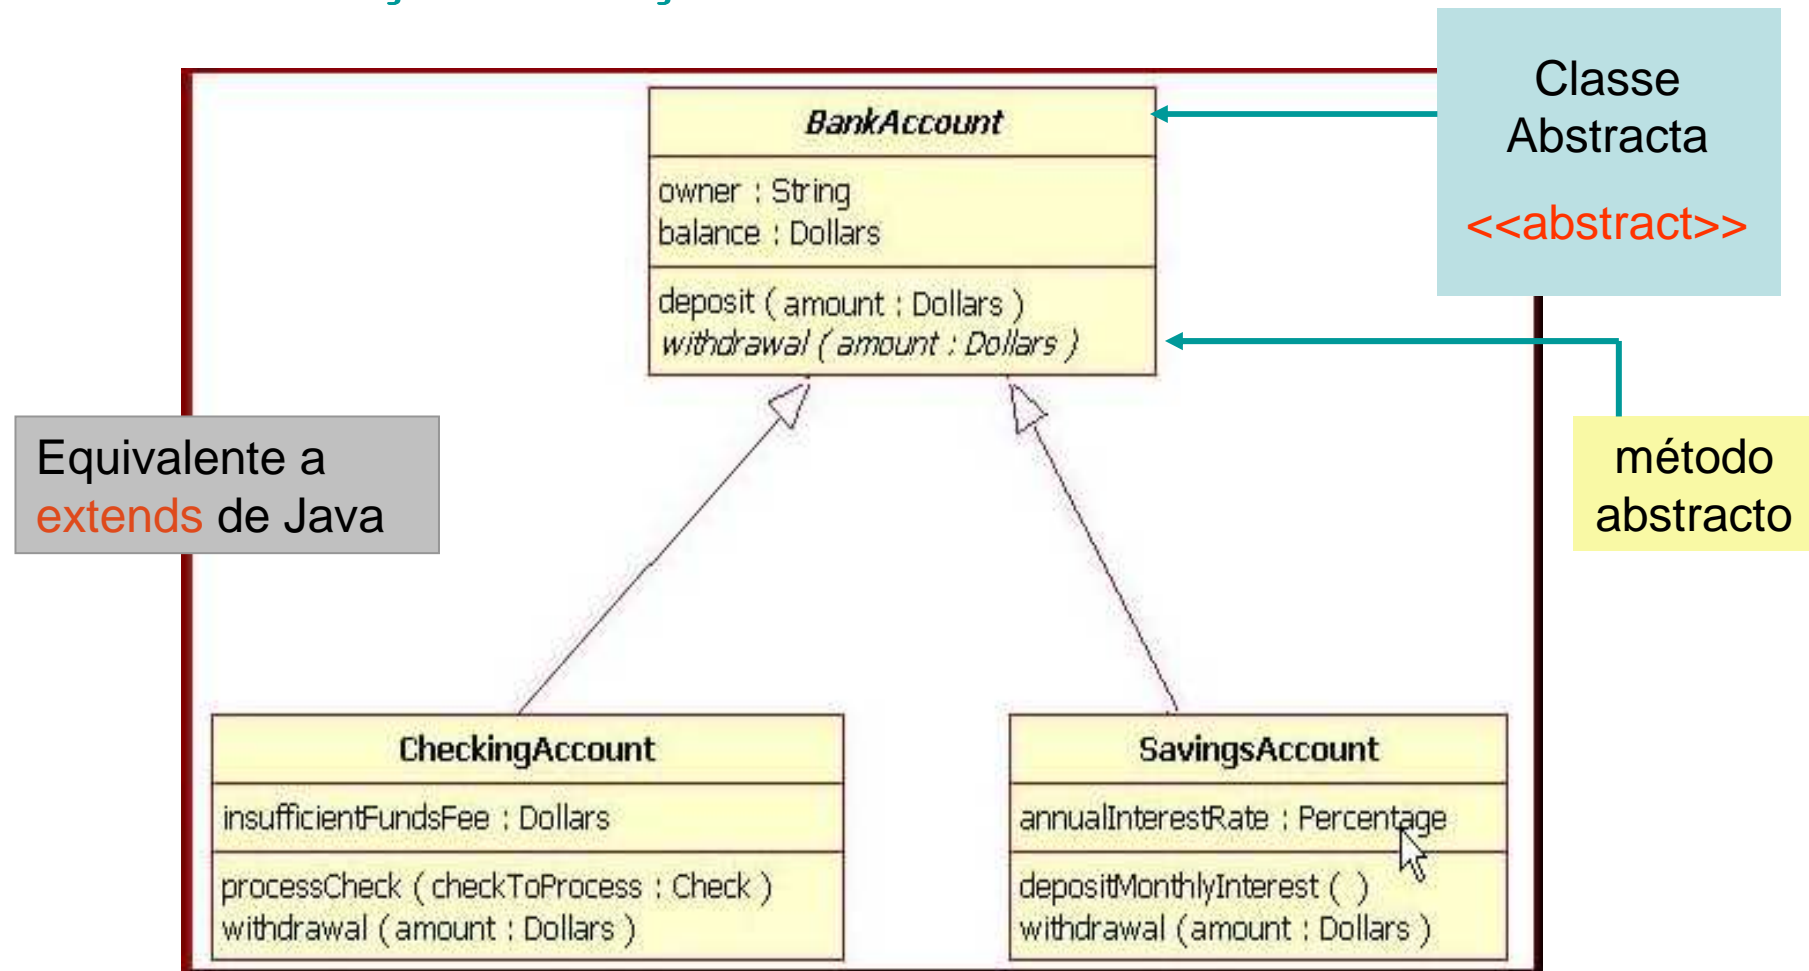 Classe
Abstracta
<<abstract>>
BankAccount
owner : String
balance : Dollars
deposit ( amount : Dollars )
withdrawal ( amount : Dollars )
Equivalente a
extends de Java
método
abstracto
CheckingAccount
insufficientFundsFee : Dollars
processCheck ( checkToProcess : Check )
withdrawal ( amount : Dollars )
SavingsAccount
annualInterestRate : Percentage
depositMonthlyInterest ( )
withdrawal ( amount : Dollars )